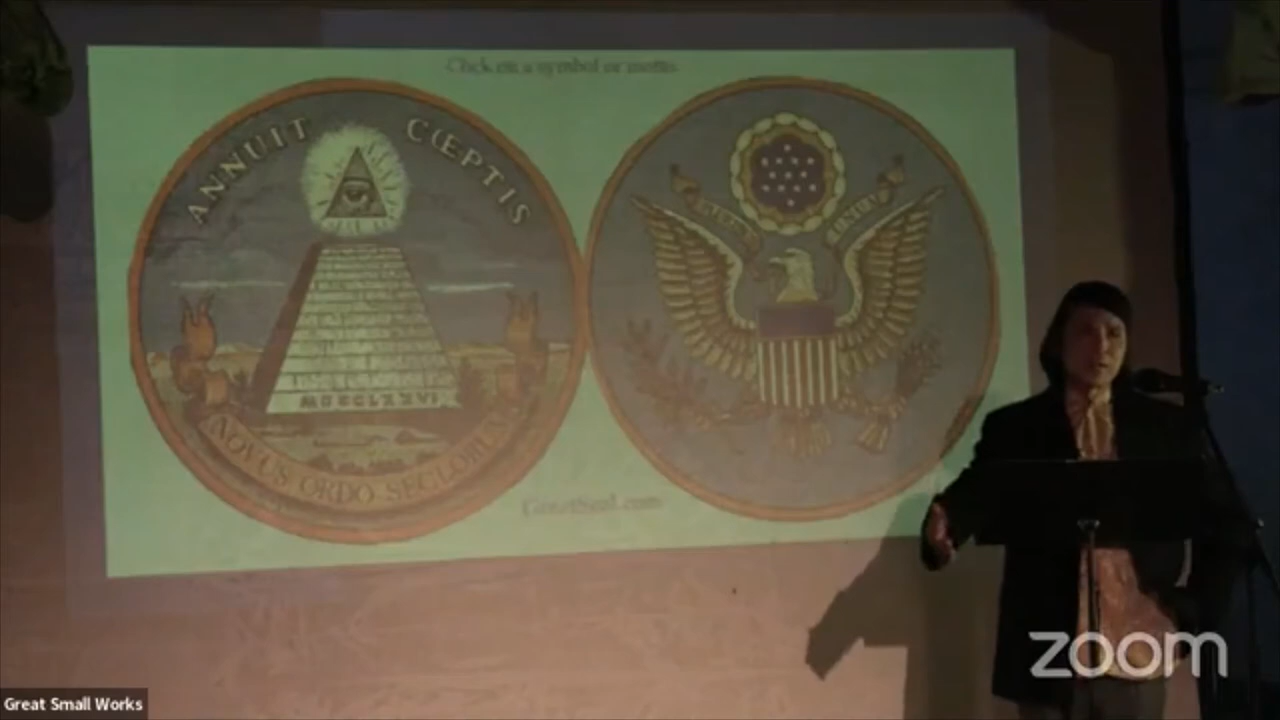 Click on a symbol or motto.
ANNUIT CŒPTIS
MDCCLXXVI
NOVUS ORDO SECLORUM
GreatSeal.com
zoom
Great Small Works